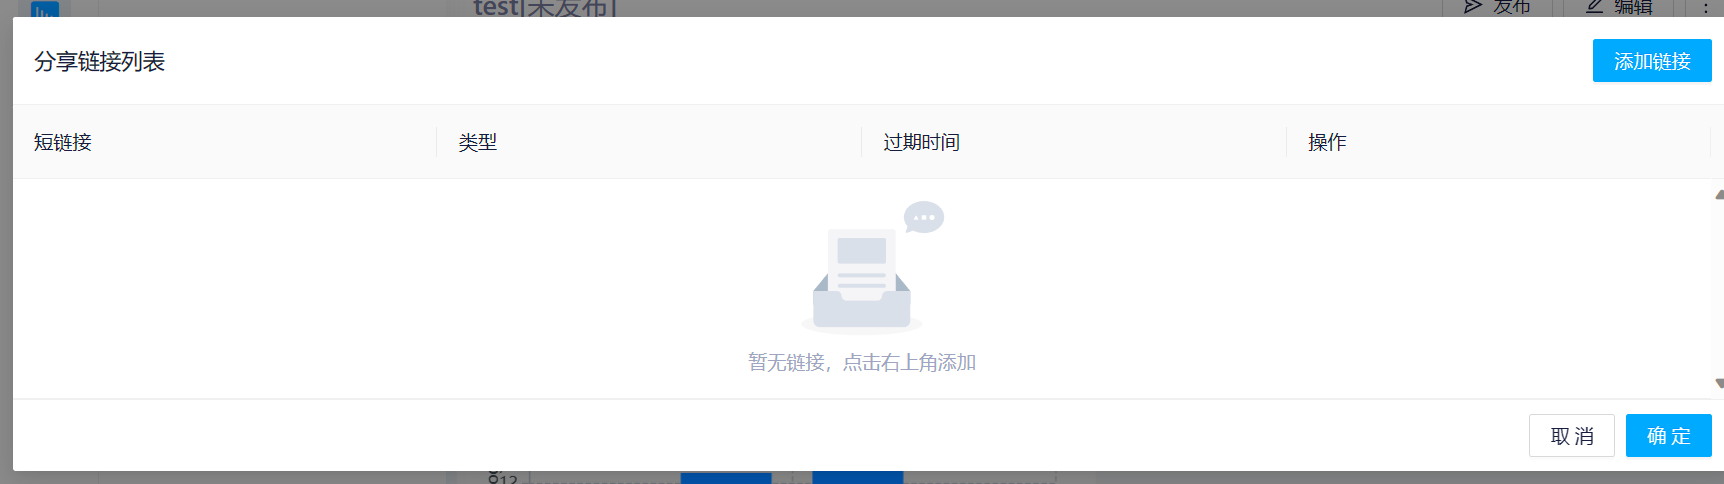 test[未发布]
发布
编辑
分享链接列表
添加链接
短链接
类型
过期时间
操作
暂无链接，点击右上角添加
取 消
确 定